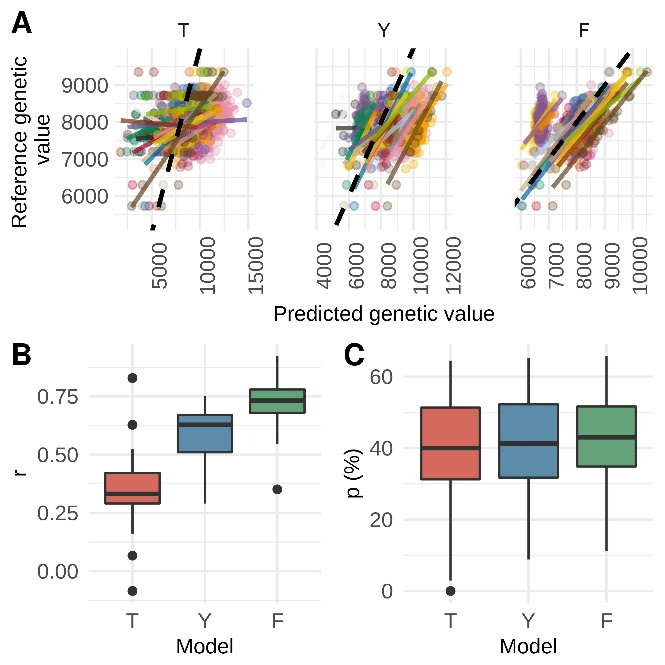 A
T
Y
F
Reference genetic
value
9000
8000
7000
6000
5000
10000
15000
4000
6000
8000
10000
12000
6000
7000
8000
9000
10000
Predicted genetic value
B
r
0.75
0.50
0.25
0.00
T
Y
F
Model
C
p (%)
60
40
20
0
T
Y
F
Model